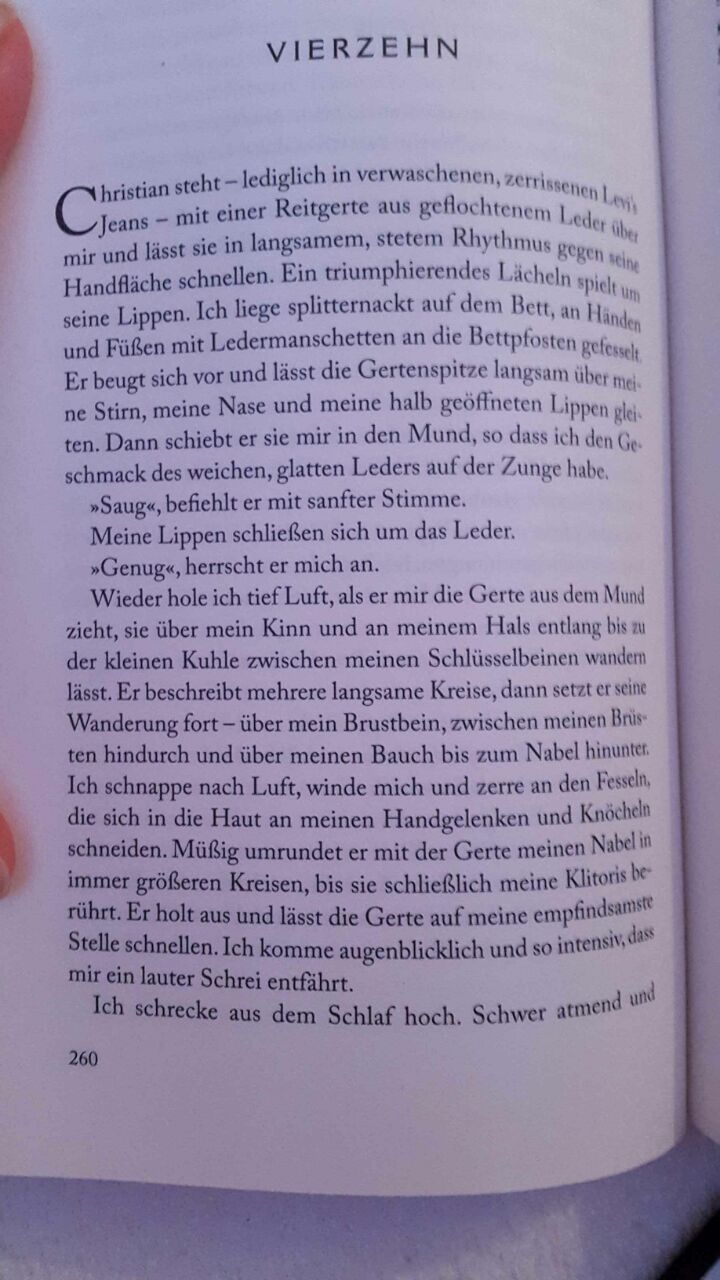 VIERZEHN
Christian steht – lediglich in verwaschenen, zerrissenen Levi's
Jeans – mit einer Reitgerte aus geflochtenem Leder über
mir und lässt sie in langsamem, stetem Rhythmus gegen seine
Handfläche schnellen. Ein triumphierendes Lächeln spielt um
seine Lippen. Ich liege splitternackt auf dem Bett, an Händen
und Füßen mit Ledermanschetten an die Bettpfosten gefesselt.
Er beugt sich vor und lässt die Gertenspitze langsam über mei-
ne Stirn, meine Nase und meine halb geöffneten Lippen glei-
ten. Dann schiebt er sie mir in den Mund, so dass ich den Ge-
schmack des weichen, glatten Leders auf der Zunge habe.
»Saug«, befiehlt er mit sanfter Stimme.
Meine Lippen schließen sich um das Leder.
»Genug«, herrscht er mich an.
Wieder hole ich tief Luft, als er mir die Gerte aus dem Mund
zieht, sie über mein Kinn und an meinem Hals entlang bis zu
der kleinen Kuhle zwischen meinen Schlüsselbeinen wandern
lässt. Er beschreibt mehrere langsame Kreise, dann setzt er seine
Wanderung fort – über mein Brustbein, zwischen meinen Brüs-
ten hindurch und über meinen Bauch bis zum Nabel hinunter.
Ich schnappe nach Luft, winde mich und zerre an den Fesseln,
die sich in die Haut an meinen Handgelenken und Knöcheln
schneiden. Müßig umrundet er mit der Gerte meinen Nabel in
immer größeren Kreisen, bis sie schließlich meine Klitoris be-
rührt. Er holt aus und lässt die Gerte auf meine empfindsamste
Stelle schnellen. Ich komme augenblicklich und so intensiv, dass
mir ein lauter Schrei entfährt.
Ich schrecke aus dem Schlaf hoch. Schwer atmend und
260